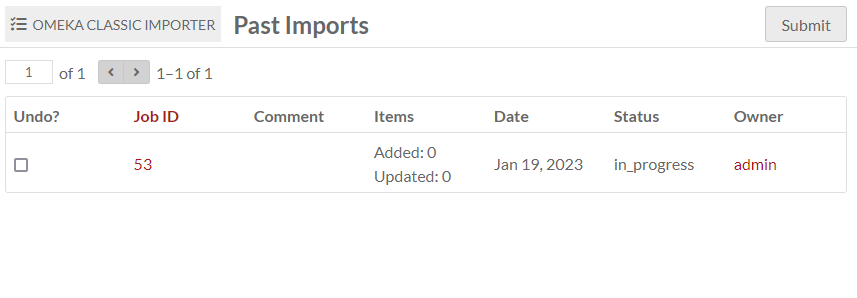 OMEKA CLASSIC IMPORTER Past Imports Submit
1 of 1 1–1 of 1
Undo? Job ID Comment Items Date Status Owner
53 Added: 0 Updated: 0 Jan 19, 2023 in_progress admin